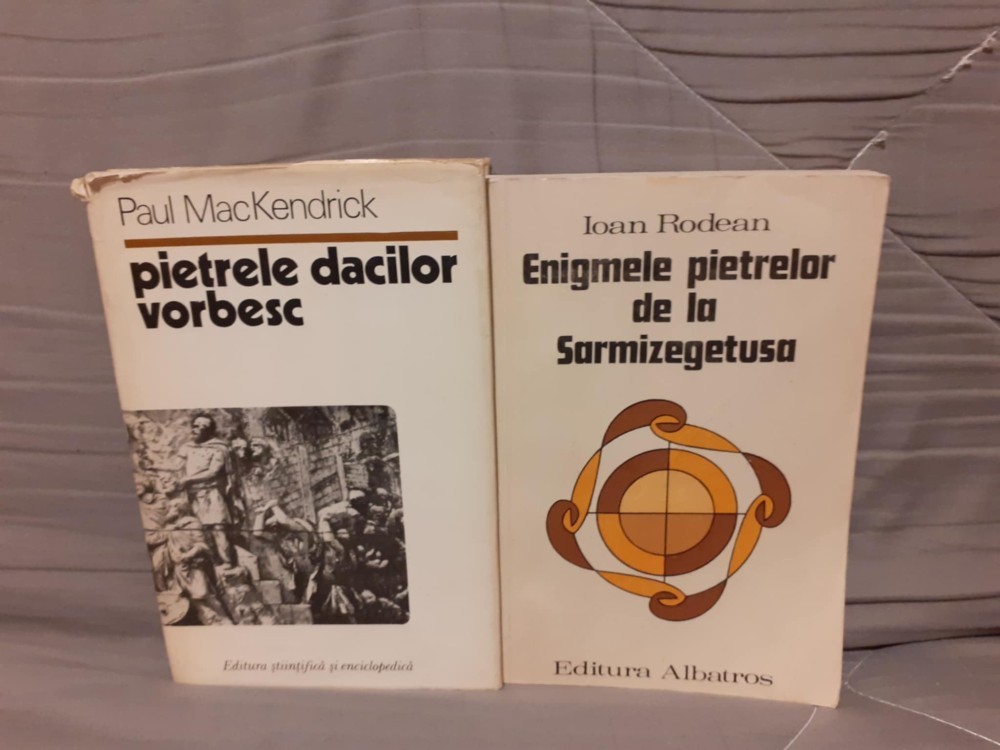 Paul MacKendrick
pietrele dacilor
vorbesc
Editura științifică și enciclopedică
Ioan Rodean
Enigmele pietrelor
de la
Sarmizegetusa
Editura Albatros